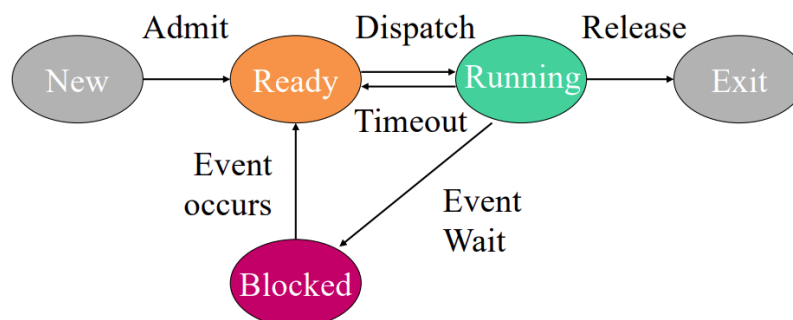 Admit
Dispatch
Release
New
Ready
Running
Exit
Timeout
Event
occurs
Event
Wait
Blocked